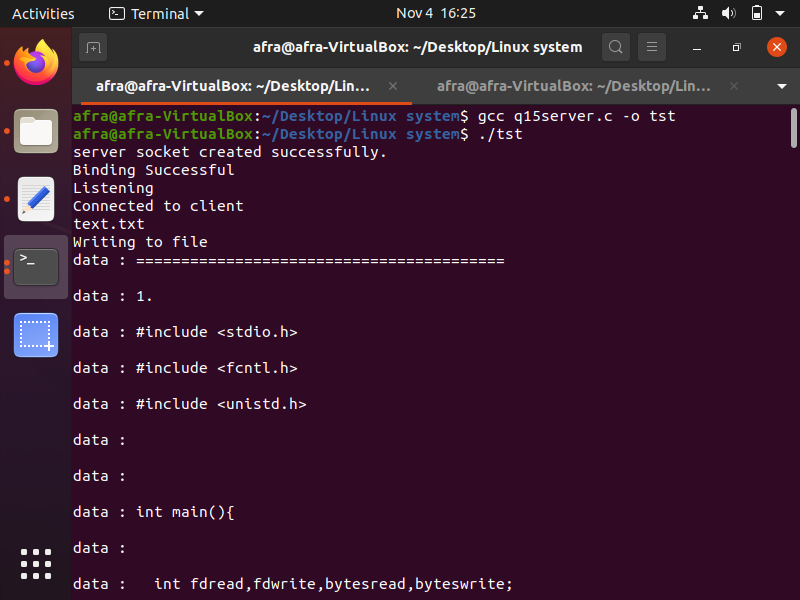 Activities Terminal Nov 4 16:25
afra@afra-VirtualBox: ~/Desktop/Linux system
afra@afra-VirtualBox: ~/Desktop/Lin... afra@afra-VirtualBox: ~/Desktop/Lin...
afra@afra-VirtualBox:~/Desktop/Linux system$ gcc q15server.c -o tst
afra@afra-VirtualBox:~/Desktop/Linux system$ ./tst
server socket created successfully.
Binding Successful
Listening
Connected to client
text.txt
Writing to file
data : =========================================
data : 1.
data : #include <stdio.h>
data : #include <fcntl.h>
data : #include <unistd.h>
data :
data :
data : int main(){
data :
data :   int fdread,fdwrite,bytesread,byteswrite;